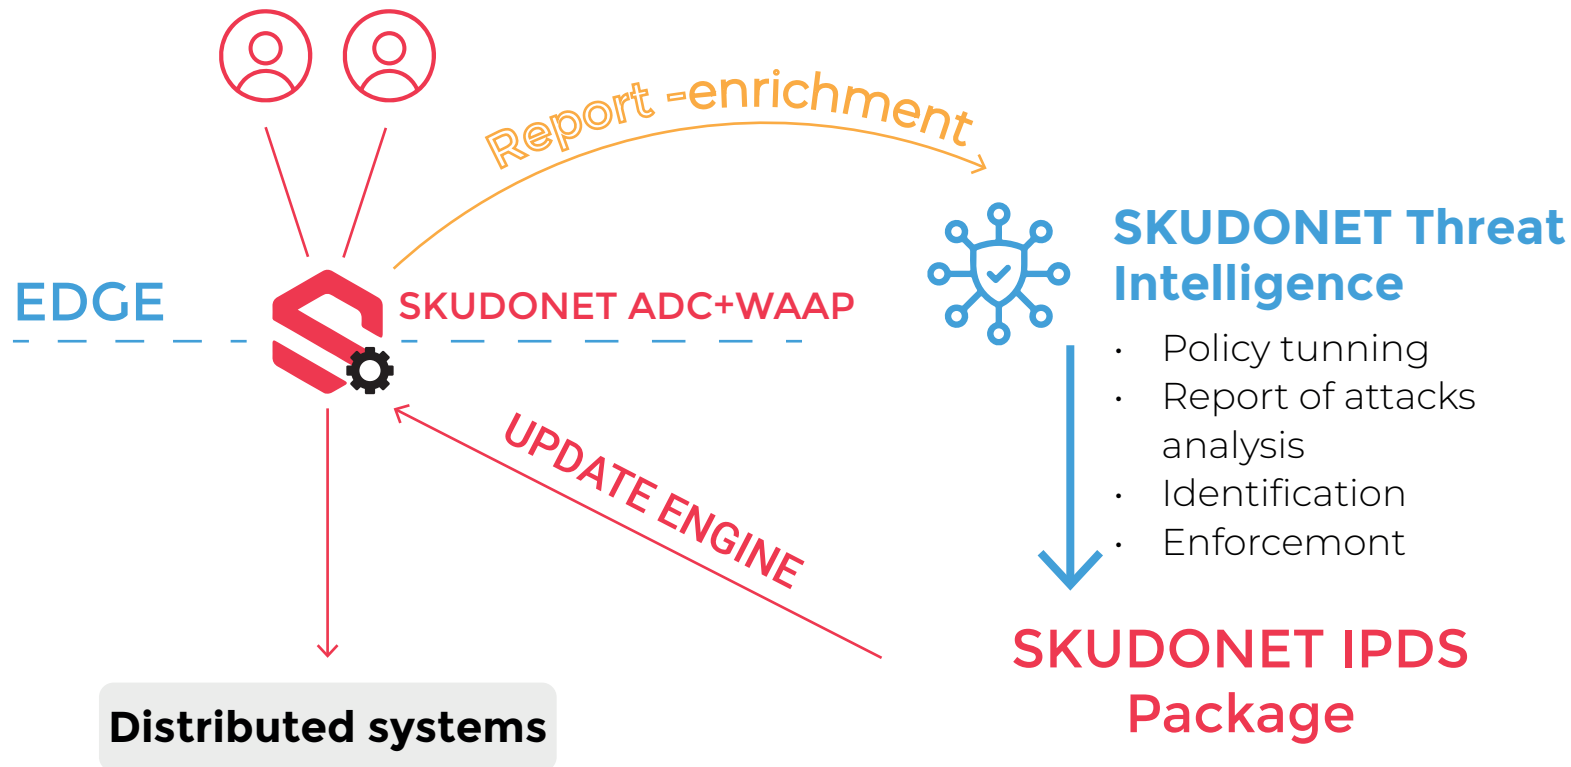 Report -enrichment
SKUDONET Threat
Intelligence
EDGE
SKUDONET ADC+WAAP
· Policy tunning
· Report of attacks
analysis
· Identification
· Enforcemont
UPDATE ENGINE
SKUDONET IPDS
Package
Distributed systems